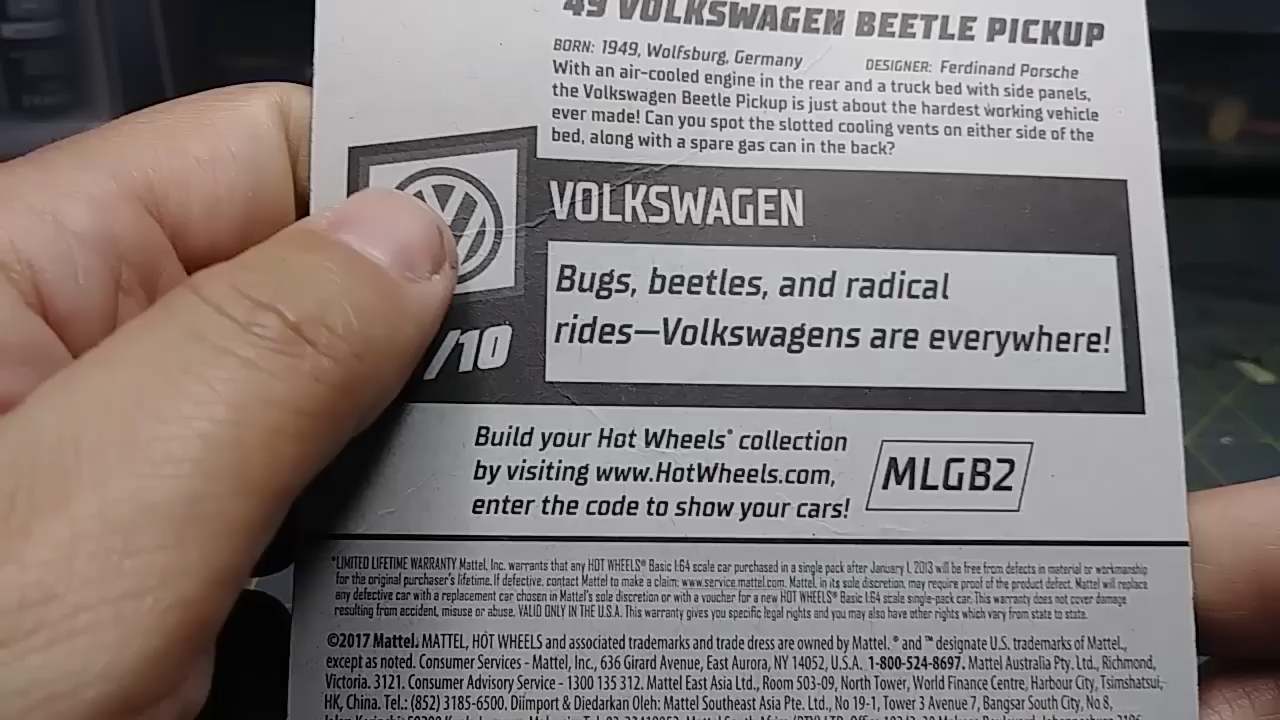 49 VOLKSWAGEN BEETLE PICKUP
BORN: 1949, Wolfsburg, Germany DESIGNER: Ferdinand Porsche
With an air-cooled engine in the rear and a truck bed with side panels,
the Volkswagen Beetle Pickup is just about the hardest working vehicle
ever made! Can you spot the slotted cooling vents on either side of the
bed, along with a spare gas can in the back?
VOLKSWAGEN
Bugs, beetles, and radical
rides—Volkswagens are everywhere!
/10
Build your Hot Wheels® collection
by visiting www.HotWheels.com,
enter the code to show your cars!
MLGB2
*LIMITED LIFETIME WARRANTY Mattel, Inc. warrants that any HOT WHEELS® Basic 1:64 scale car purchased in a single pack after January 1, 2013 will be free from defects in material or workmanship
for the original purchaser's lifetime. If defective, contact Mattel to make a claim: www.service.mattel.com. Mattel, in its sole discretion, may require proof of the product defect. Mattel will replace
any defective car with a replacement car chosen in Mattel's sole discretion or with a voucher for a new HOT WHEELS® Basic 1:64 scale single-pack car. This warranty does not cover damage
resulting from accident, misuse or abuse. VALID ONLY IN THE U.S.A. This warranty gives you specific legal rights and you may also have other rights which vary from state to state.
©2017 Mattel. MATTEL, HOT WHEELS and associated trademarks and trade dress are owned by Mattel. ® and ™ designate U.S. trademarks of Mattel,
except as noted. Consumer Services - Mattel, Inc., 636 Girard Avenue, East Aurora, NY 14052, U.S.A. 1-800-524-8697. Mattel Australia Pty. Ltd., Richmond,
Victoria. 3121. Consumer Advisory Service - 1300 135 312. Mattel East Asia Ltd., Room 503-09, North Tower, World Finance Centre, Harbour City, Tsimshatsui,
HK, China. Tel.: (852) 3185-6500. Diimport & Diedarkan Oleh: Mattel Southeast Asia Pte. Ltd., No 19-1, Tower 3 Avenue 7, Bangsar South City, No 8,